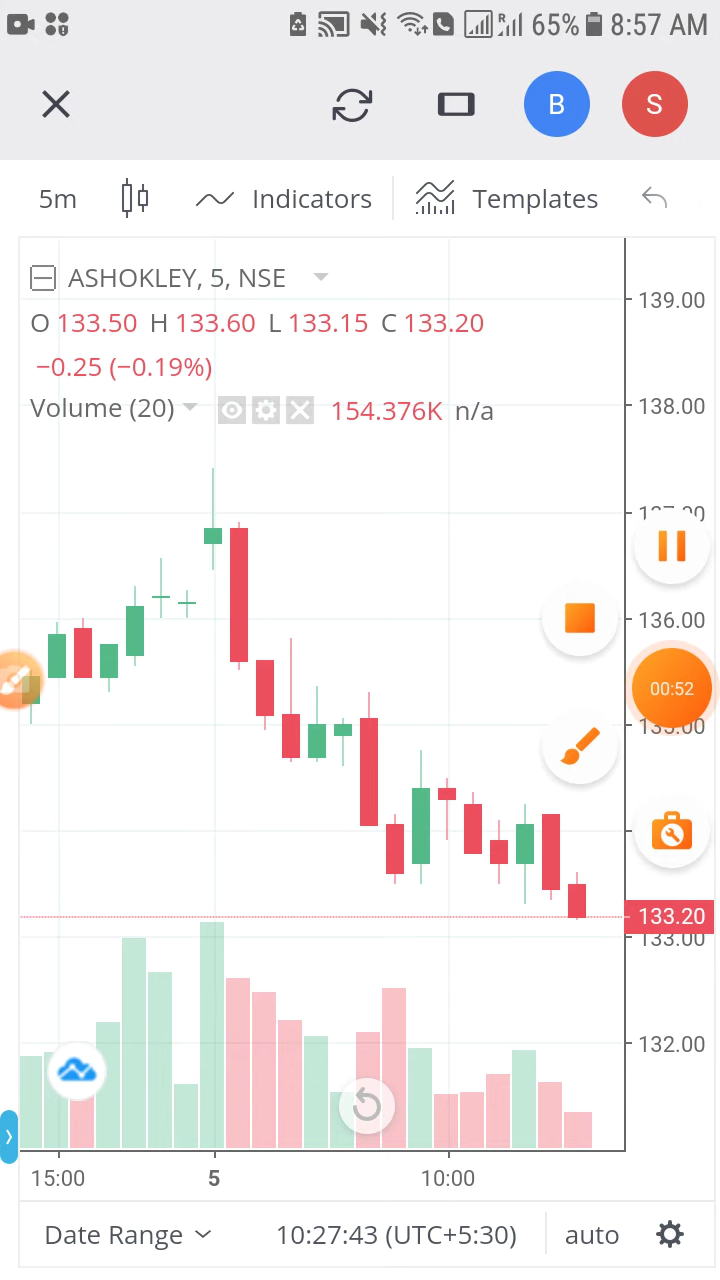 65% 8:57 AM
B S
5m Indicators Templates
ASHOKLEY, 5, NSE
O 133.50 H 133.60 L 133.15 C 133.20
−0.25 (−0.19%)
Volume (20) 154.376K n/a
139.00
138.00
136.00
00:52
133.20
133.00
132.00
15:00 5 10:00
Date Range 10:27:43 (UTC+5:30) auto